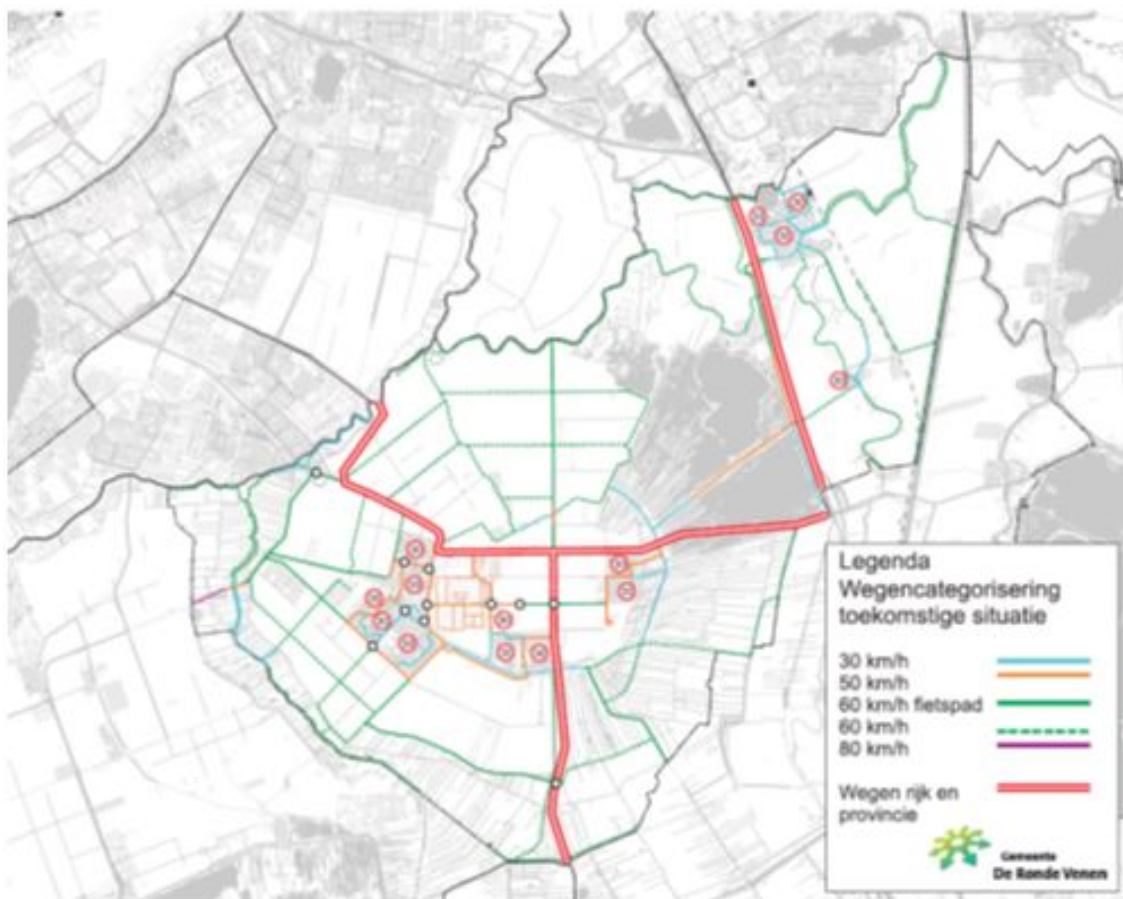 Legenda
Wegencategorisering
toekomstige situatie
30 km/h
50 km/h
60 km/h fietspad
60 km/h
80 km/h
Wegen rijk en
provincie
Gemeente
De Ronde Venen